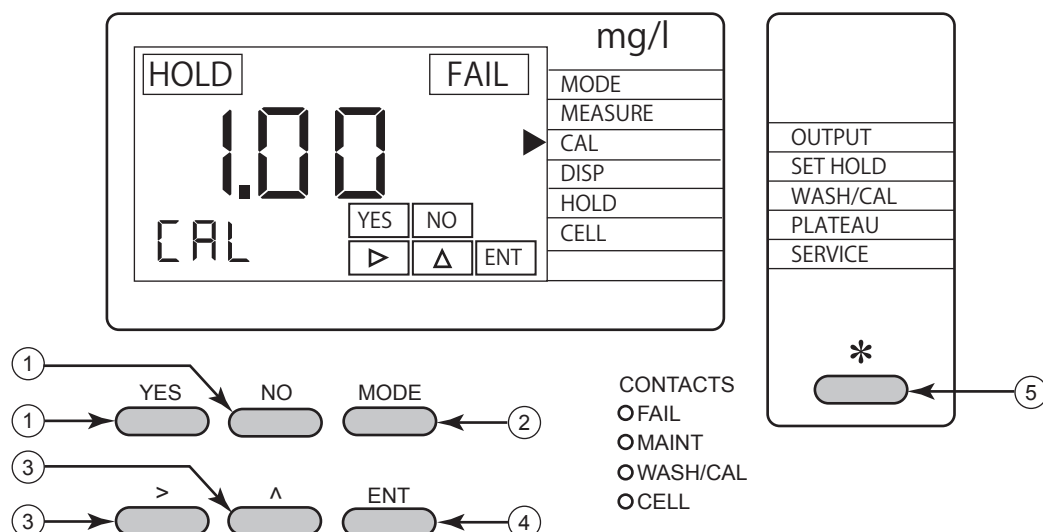 mg/l
HOLD FAIL
1.00
CAL
YES NO
ENT
MODE
MEASURE
CAL
DISP
HOLD
CELL
OUTPUT
SET HOLD
WASH/CAL
PLATEAU
SERVICE
*
1
YES NO MODE
1 2
3
> ^ ENT
3 4
CONTACTS
FAIL
MAINT
WASH/CAL
CELL
5